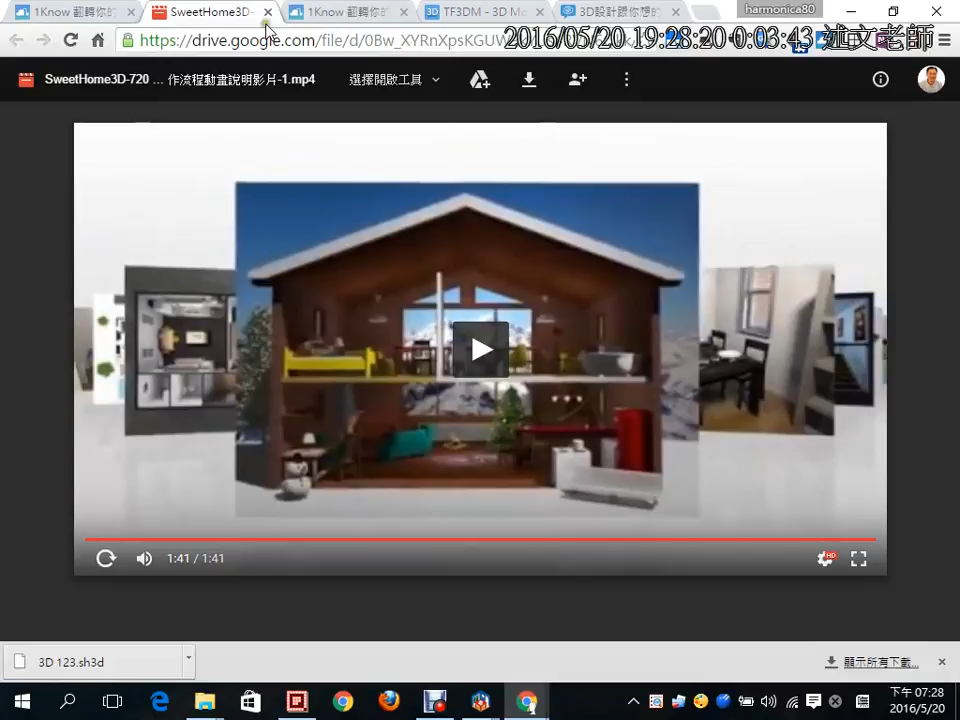 1Know 翻轉你的
SweetHome3D-
1Know 翻轉你的
TF3DM - 3D Mo
3D設計跟你想的
harmonica80
https://drive.google.com/file/d/0Bw_XYRnXpsKGUW
2016/05/20 19:28:20 0:03:43 述文老師
SweetHome3D-720 ... 作流程動畫說明影片-1.mp4
選擇開啟工具
1:41 / 1:41
HD
3D 123.sh3d
顯示所有下載...
下午 07:28
2016/5/20